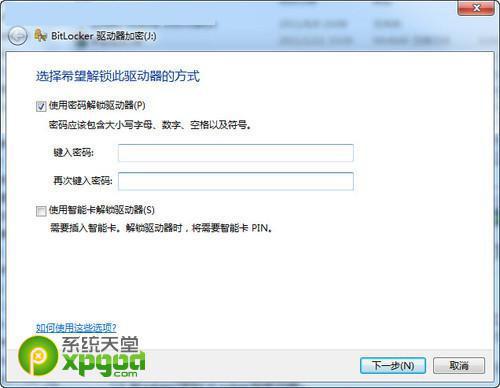 BitLocker 驱动器加密(J:)
选择希望解锁此驱动器的方式
使用密码解锁驱动器(P)
密码应该包含大小写字母、数字、空格以及符号。
键入密码:
再次键入密码:
使用智能卡解锁驱动器(S)
需要插入智能卡。解锁驱动器时，将需要智能卡 PIN。
如何使用这些选项?
系统天堂
xpgod.com
下一步(N)
取消